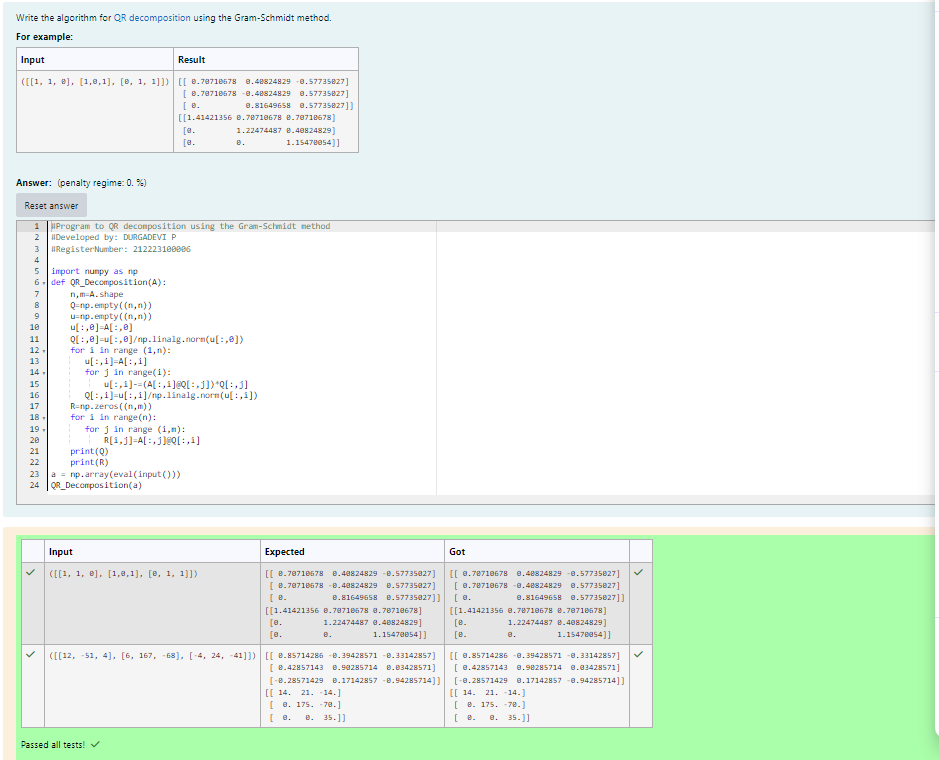 Write the algorithm for QR decomposition using the Gram-Schmidt method.
For example:
Input Result
([[1, 1, 0], [1,0,1], [0, 1, 1]]) [[ 0.70710678  0.40824829 -0.57735027]
[ 0.70710678 -0.40824829  0.57735027]
[ 0.          0.81649658  0.57735027]]
[[1.41421356 0.70710678 0.70710678]
[0.         1.22474487 0.40824829]
[0.         0.         1.15470054]]
Answer: (penalty regime: 0. %)
Reset answer
1 #Program to QR decomposition using the Gram-Schmidt method
2 #Developed by: DURGADEVI P
3 #RegisterNumber: 212223100006
4
5 import numpy as np
6 def QR_Decomposition(A):
7     n,m=A.shape
8     Q=np.empty((n,n))
9     u=np.empty((n,n))
10     u[:,0]=A[:,0]
11     Q[:,0]=u[:,0]/np.linalg.norm(u[:,0])
12     for i in range (1,n):
13         u[:,i]=A[:,i]
14         for j in range(i):
15             u[:,i]-=(A[:,i]@Q[:,j])*Q[:,j]
16         Q[:,i]=u[:,i]/np.linalg.norm(u[:,i])
17     R=np.zeros((n,m))
18     for i in range(n):
19         for j in range (i,m):
20             R[i,j]=A[:,j]@Q[:,i]
21     print(Q)
22     print(R)
23 a = np.array(eval(input()))
24 QR_Decomposition(a)
Input Expected Got
([[1, 1, 0], [1,0,1], [0, 1, 1]]) [[ 0.70710678  0.40824829 -0.57735027] [[ 0.70710678  0.40824829 -0.57735027]
[ 0.70710678 -0.40824829  0.57735027] [ 0.70710678 -0.40824829  0.57735027]
[ 0.          0.81649658  0.57735027]] [ 0.          0.81649658  0.57735027]]
[[1.41421356 0.70710678 0.70710678] [[1.41421356 0.70710678 0.70710678]
[0.         1.22474487 0.40824829] [0.         1.22474487 0.40824829]
[0.         0.         1.15470054]] [0.         0.         1.15470054]]
([[12, -51, 4], [6, 167, -68], [-4, 24, -41]]) [[ 0.85714286 -0.39428571 -0.33142857] [[ 0.85714286 -0.39428571 -0.33142857]
[ 0.42857143  0.90285714  0.03428571] [ 0.42857143  0.90285714  0.03428571]
[-0.28571429  0.17142857 -0.94285714]] [-0.28571429  0.17142857 -0.94285714]]
[[ 14.  21. -14.] [[ 14.  21. -14.]
[  0. 175. -70.] [  0. 175. -70.]
[  0.   0.  35.]] [  0.   0.  35.]]
Passed all tests!